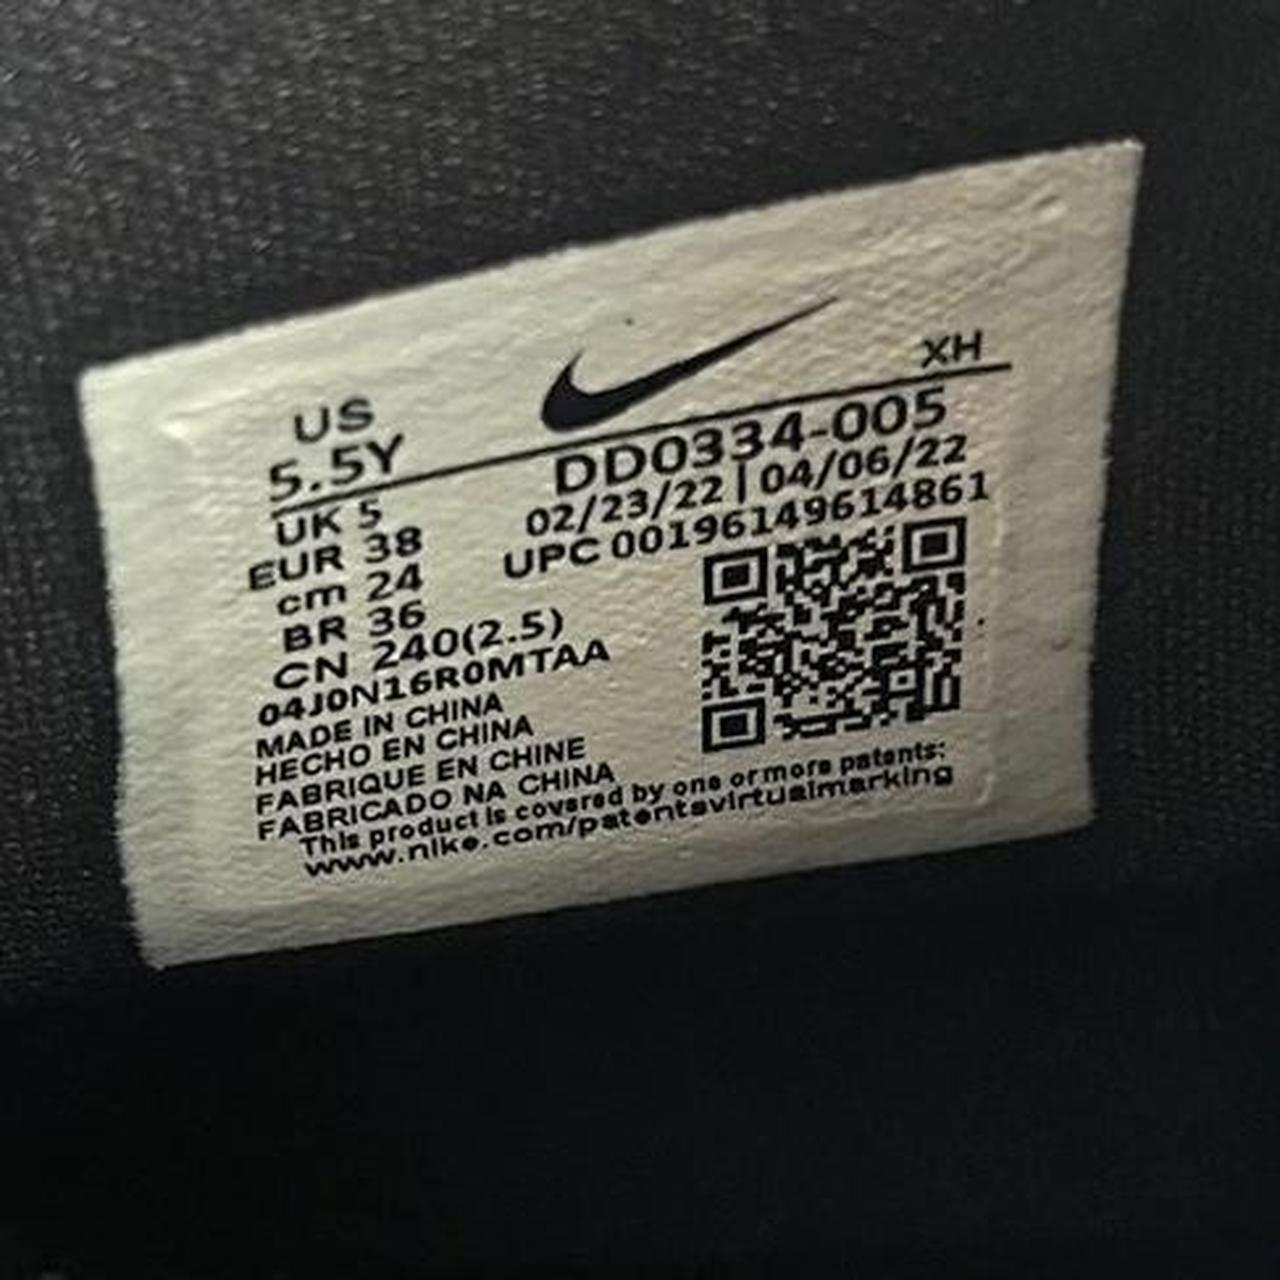 US
5.5Y
XH
UK 5
EUR 38
cm 24
BR 36
CN 240(2.5)
DD0334-005
02/23/22 | 04/06/22
UPC 00196149614861
04J0N16R0MTAA
MADE IN CHINA
HECHO EN CHINA
FABRIQUE EN CHINE
FABRICADO NA CHINA
This product is covered by one or more patents:
www.nike.com/patentsvirtualmarking